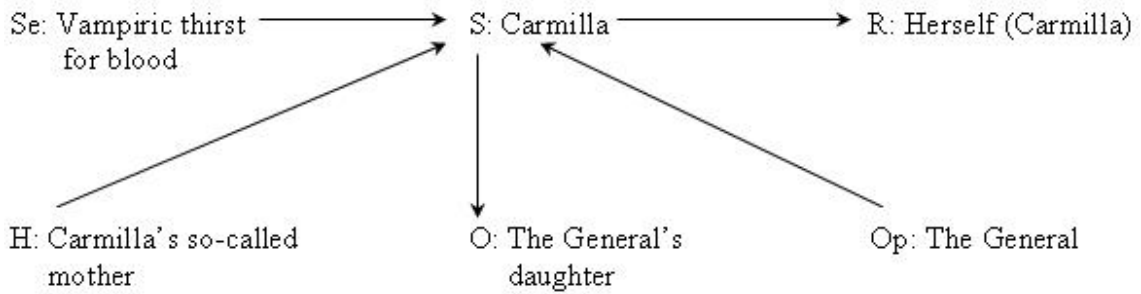 Se: Vampiric thirst
for blood
S: Carmilla
R: Herself (Carmilla)
H: Carmilla's so-called
mother
O: The General's
daughter
Op: The General